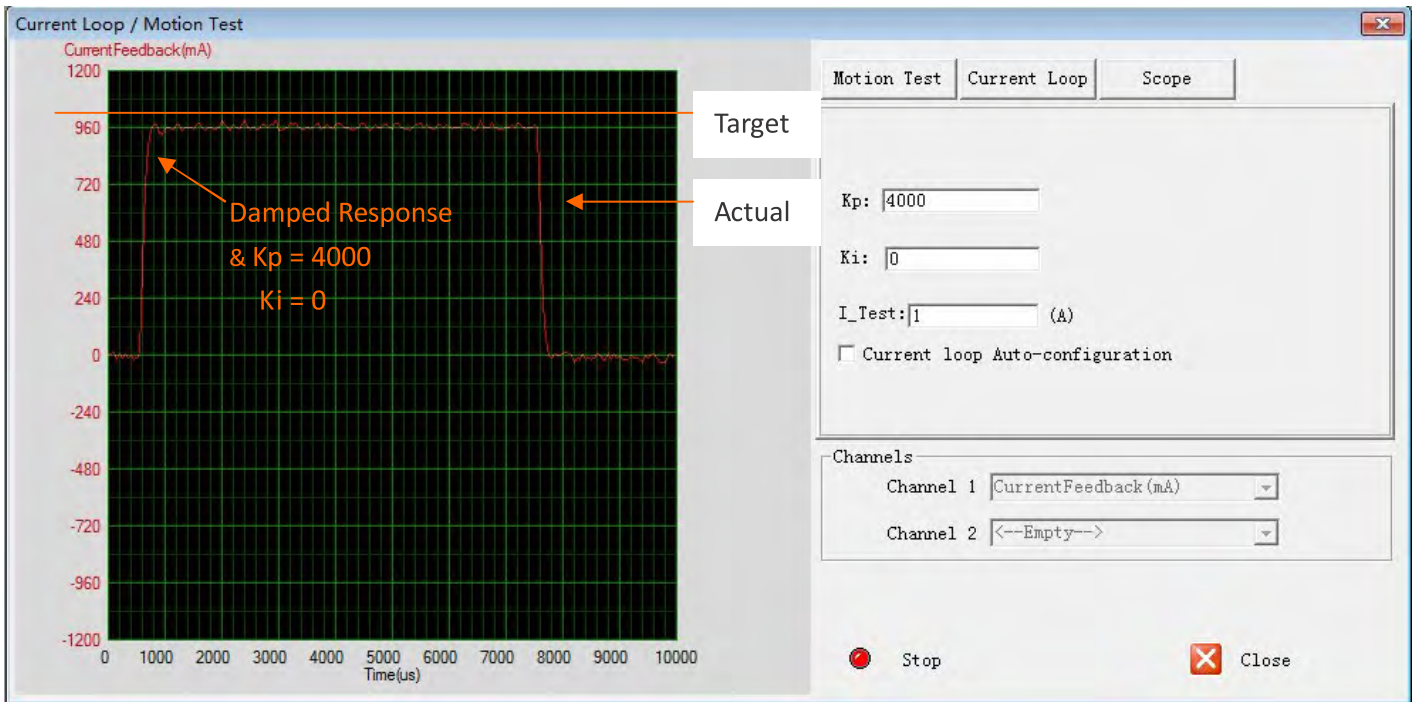 Current Loop / Motion Test
CurrentFeedback(mA)
1200
960
720
480
240
0
-240
-480
-720
-960
-1200
0 1000 2000 3000 4000 5000 6000 7000 8000 9000 10000
Time(us)
Damped Response
& Kp = 4000
Ki = 0
Target
Actual
Motion Test Current Loop Scope
Kp: 4000
Ki: 0
I_Test: 1 (A)
Current loop Auto-configuration
Channels
Channel 1 CurrentFeedback(mA)
Channel 2 <--Empty-->
Stop Close